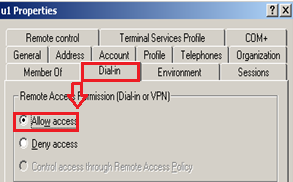 u1 Properties
Remote control Terminal Services Profile COM+
General Address Account Profile Telephones Organization
Member Of Dial-in Environment Sessions
Remote Access Permission (Dial-in or VPN)
Allow access
Deny access
Control access through Remote Access Policy